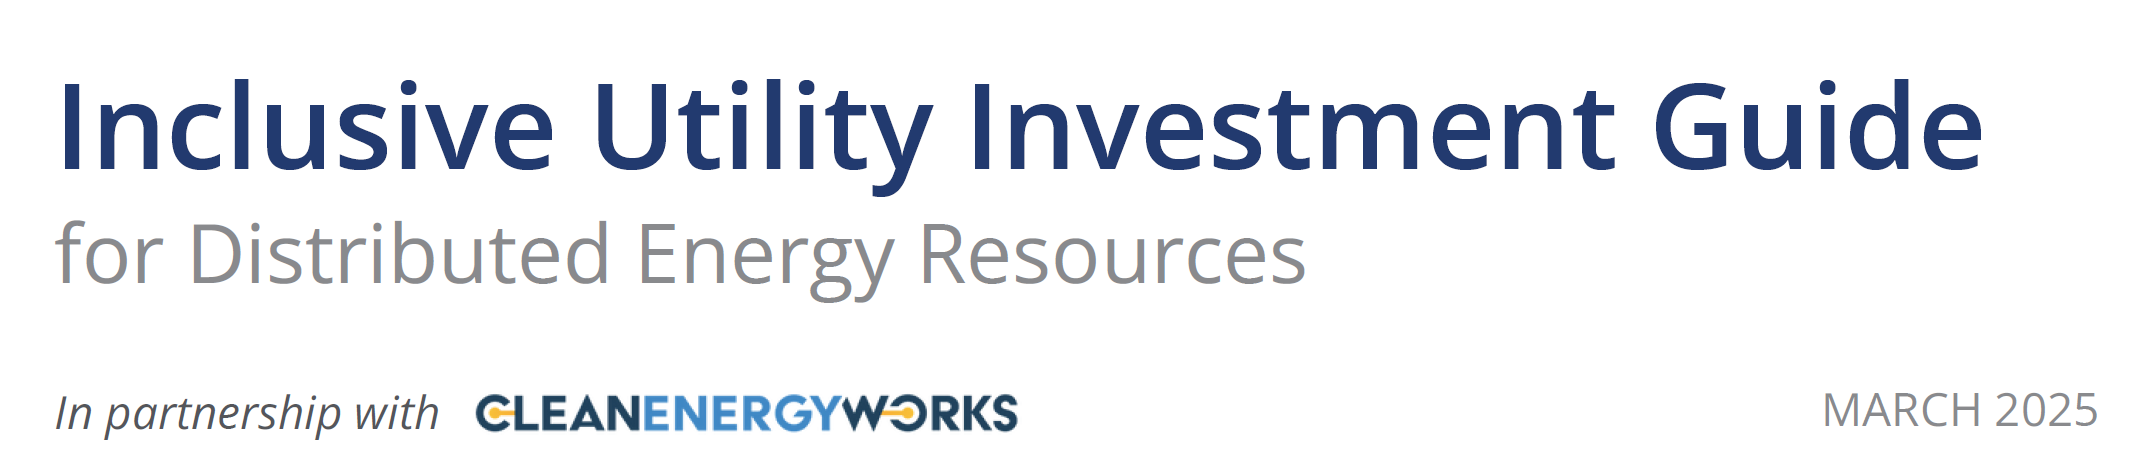 Inclusive Utility Investment Guide
for Distributed Energy Resources
In partnership with CLEANENERGYWORKS
MARCH 2025